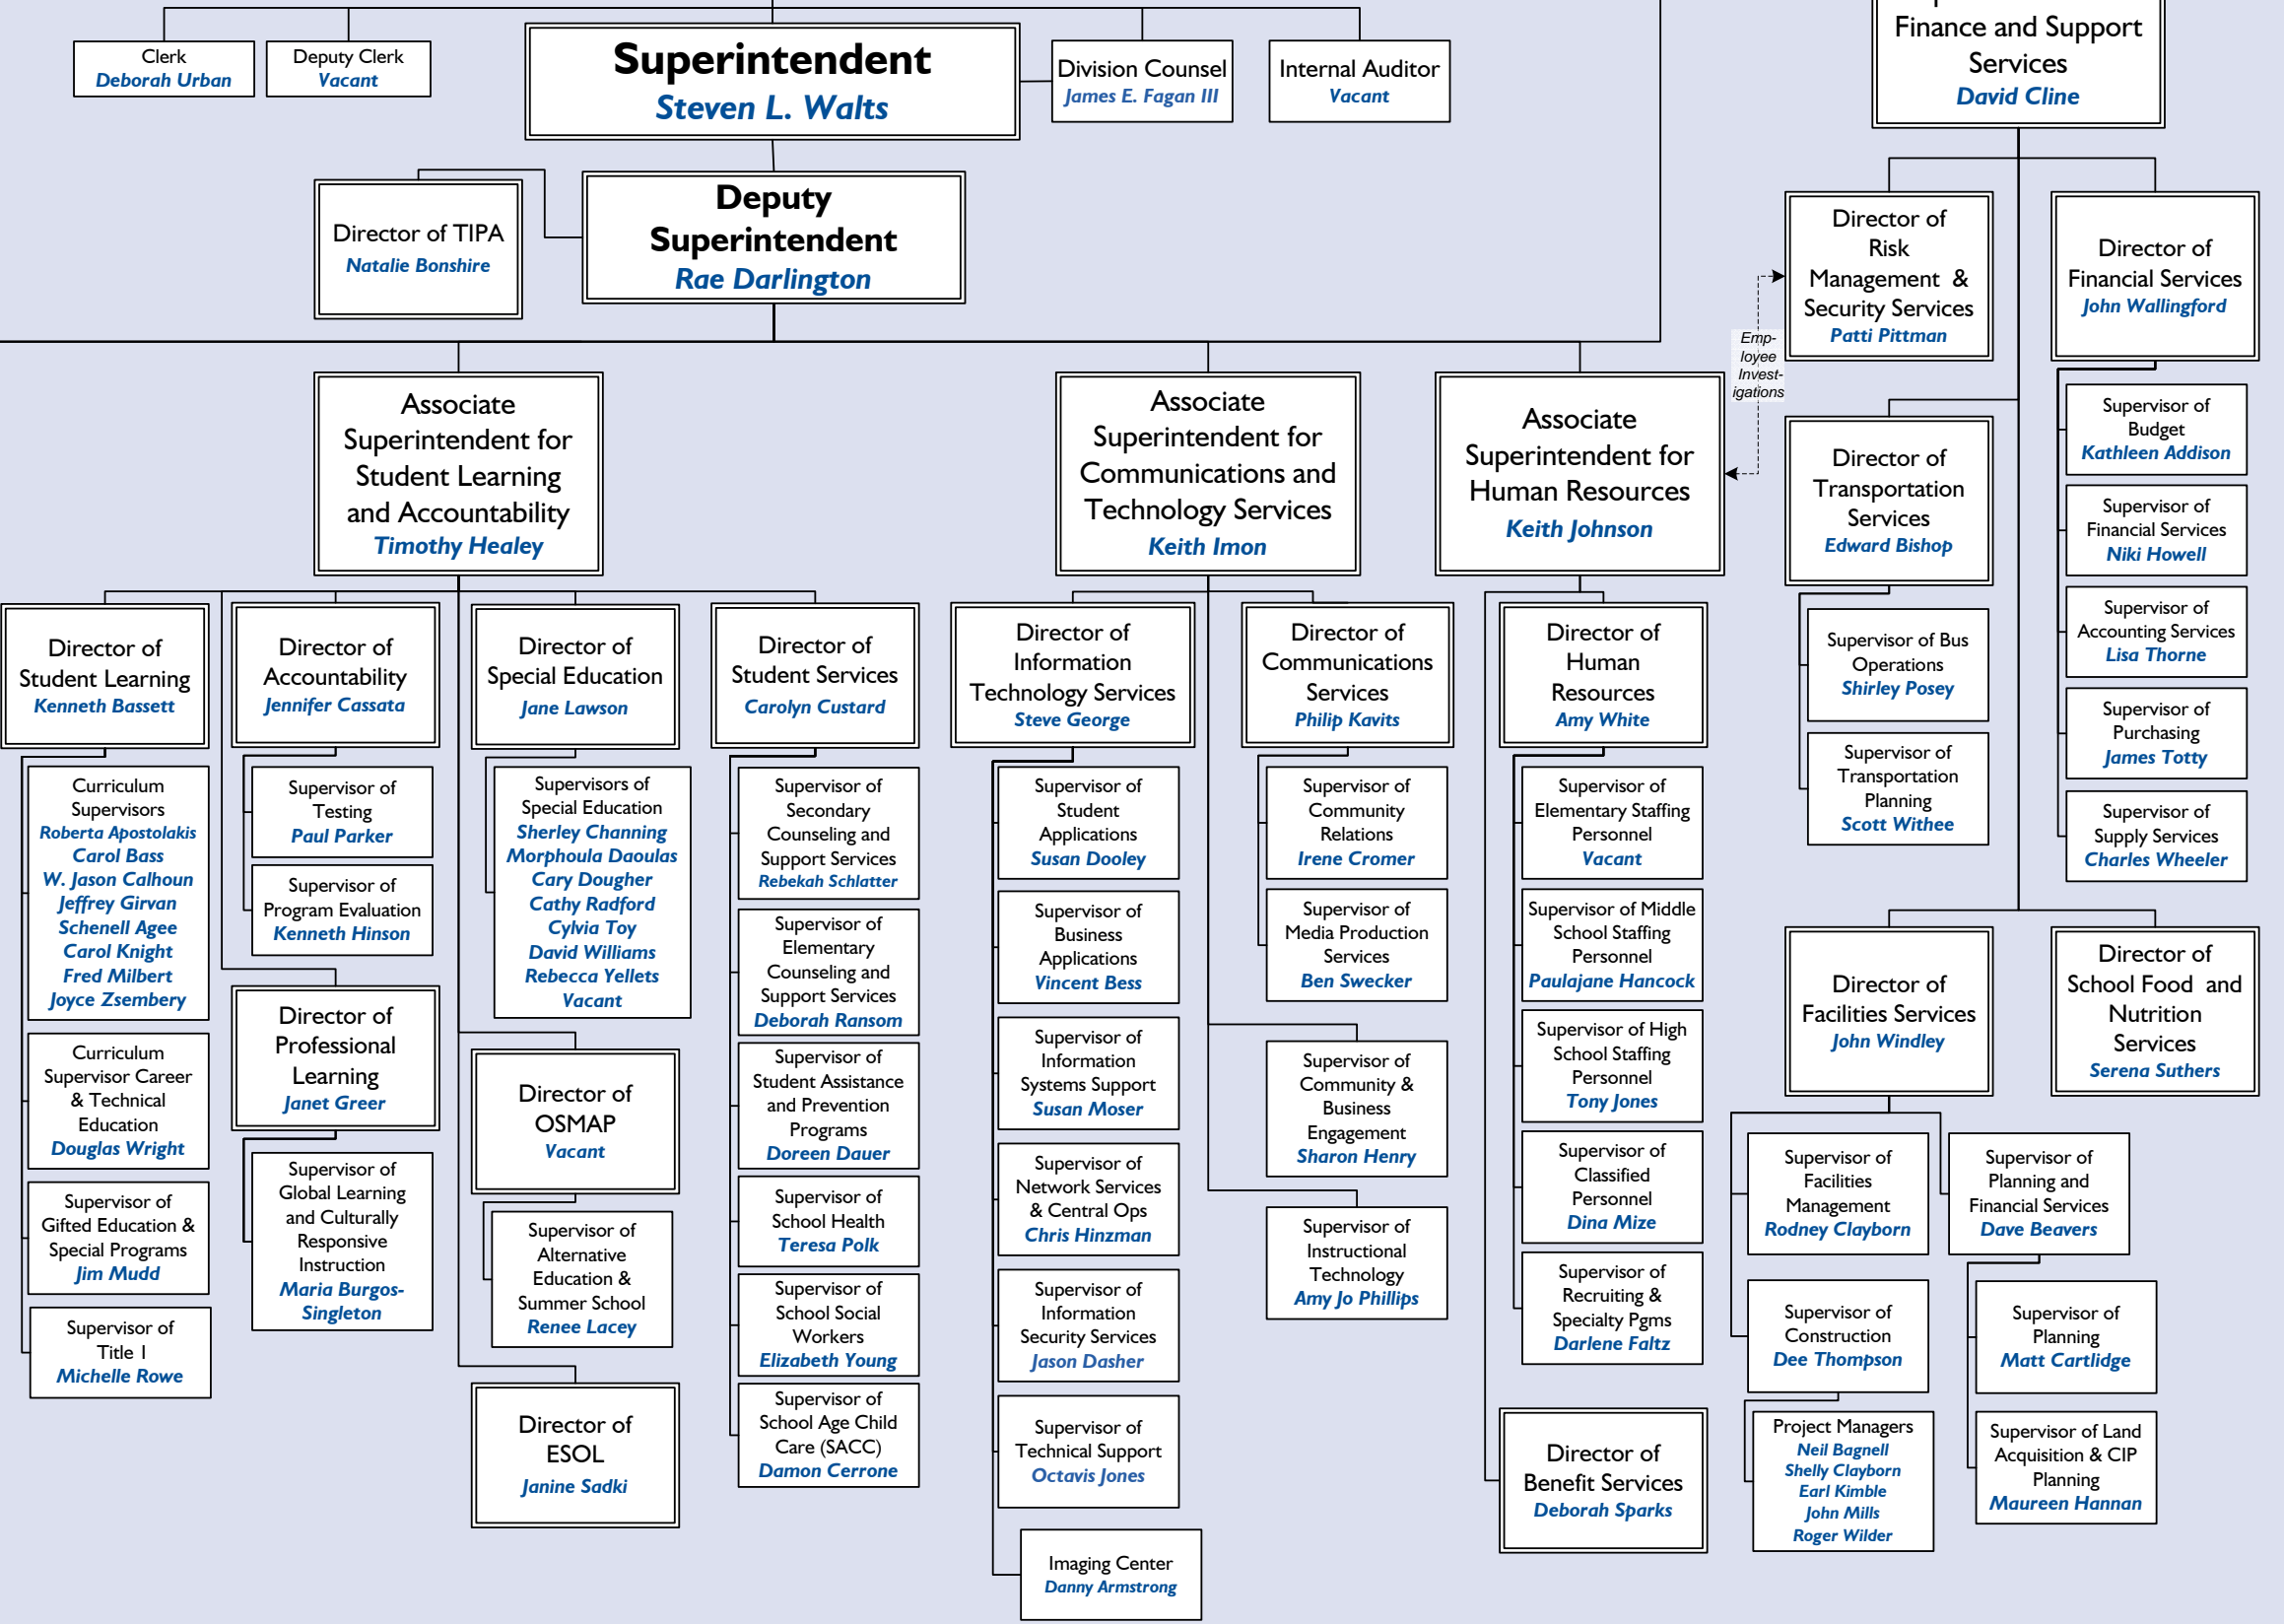 Clerk
Deborah Urban
Deputy Clerk
Vacant
Superintendent
Steven L. Walts
Division Counsel
James E. Fagan III
Internal Auditor
Vacant
Finance and Support
Services
David Cline
Director of TIPA
Natalie Bonshire
Deputy
Superintendent
Rae Darlington
Director of
Risk
Management &
Security Services
Patti Pittman
Director of
Financial Services
John Wallingford
Emp-
loyee
Invest-
igations
Associate
Superintendent for
Student Learning
and Accountability
Timothy Healey
Associate
Superintendent for
Communications and
Technology Services
Keith Imon
Associate
Superintendent for
Human Resources
Keith Johnson
Director of
Transportation
Services
Edward Bishop
Supervisor of Bus
Operations
Shirley Posey
Supervisor of
Transportation
Planning
Scott Withee
Supervisor of
Budget
Kathleen Addison
Supervisor of
Financial Services
Niki Howell
Supervisor of
Accounting Services
Lisa Thorne
Supervisor of
Purchasing
James Totty
Supervisor of
Supply Services
Charles Wheeler
Director of
Student Learning
Kenneth Bassett
Curriculum
Supervisors
Roberta Apostolakis
Carol Bass
W. Jason Calhoun
Jeffrey Girvan
Schenell Agee
Carol Knight
Fred Milbert
Joyce Zsembery
Curriculum
Supervisor Career
& Technical
Education
Douglas Wright
Supervisor of
Gifted Education &
Special Programs
Jim Mudd
Supervisor of
Title I
Michelle Rowe
Director of
Accountability
Jennifer Cassata
Supervisor of
Testing
Paul Parker
Supervisor of
Program Evaluation
Kenneth Hinson
Director of
Professional
Learning
Janet Greer
Supervisor of
Global Learning
and Culturally
Responsive
Instruction
Maria Burgos-
Singleton
Director of
Special Education
Jane Lawson
Supervisors of
Special Education
Sherley Channing
Morphoula Daoulas
Cary Dougher
Cathy Radford
Cylvia Toy
David Williams
Rebecca Yellets
Vacant
Director of
OSMAP
Vacant
Supervisor of
Alternative
Education &
Summer School
Renee Lacey
Director of
ESOL
Janine Sadki
Director of
Student Services
Carolyn Custard
Supervisor of
Secondary
Counseling and
Support Services
Rebekah Schlatter
Supervisor of
Elementary
Counseling and
Support Services
Deborah Ransom
Supervisor of
Student Assistance
and Prevention
Programs
Doreen Dauer
Supervisor of
School Health
Teresa Polk
Supervisor of
School Social
Workers
Elizabeth Young
Supervisor of
School Age Child
Care (SACC)
Damon Cerrone
Director of
Information
Technology Services
Steve George
Supervisor of
Student
Applications
Susan Dooley
Supervisor of
Business
Applications
Vincent Bess
Supervisor of
Information
Systems Support
Susan Moser
Supervisor of
Network Services
& Central Ops
Chris Hinzman
Supervisor of
Information
Security Services
Jason Dasher
Supervisor of
Technical Support
Octavis Jones
Imaging Center
Danny Armstrong
Director of
Communications
Services
Philip Kavits
Supervisor of
Community
Relations
Irene Cromer
Supervisor of
Media Production
Services
Ben Swecker
Supervisor of
Community &
Business
Engagement
Sharon Henry
Supervisor of
Instructional
Technology
Amy Jo Phillips
Director of
Human
Resources
Amy White
Supervisor of
Elementary Staffing
Personnel
Vacant
Supervisor of Middle
School Staffing
Personnel
Paulajane Hancock
Supervisor of High
School Staffing
Personnel
Tony Jones
Supervisor of
Classified
Personnel
Dina Mize
Supervisor of
Recruiting &
Specialty Pgms
Darlene Faltz
Director of
Benefit Services
Deborah Sparks
Director of
Facilities Services
John Windley
Director of
School Food and
Nutrition
Services
Serena Suthers
Supervisor of
Facilities
Management
Rodney Clayborn
Supervisor of
Construction
Dee Thompson
Project Managers
Neil Bagnell
Shelly Clayborn
Earl Kimble
John Mills
Roger Wilder
Supervisor of
Planning and
Financial Services
Dave Beavers
Supervisor of
Planning
Matt Cartlidge
Supervisor of Land
Acquisition & CIP
Planning
Maureen Hannan